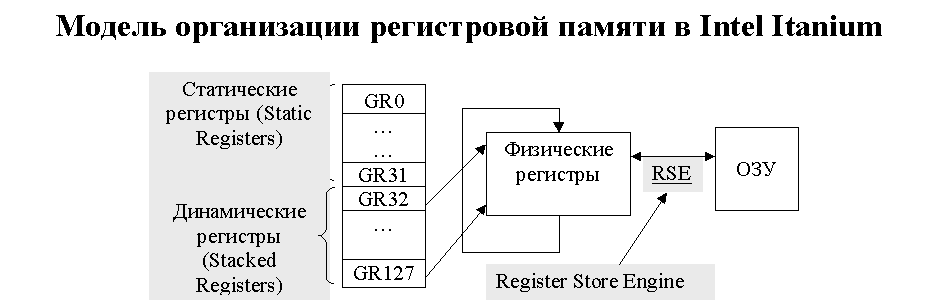 Модель организации регистровой памяти в Intel Itanium
Статические
регистры (Static
Registers)
GR0
...
...
GR31
GR32
...
GR127
Динамические
регистры
(Stacked
Registers)
Физические
регистры
RSE
ОЗУ
Register Store Engine